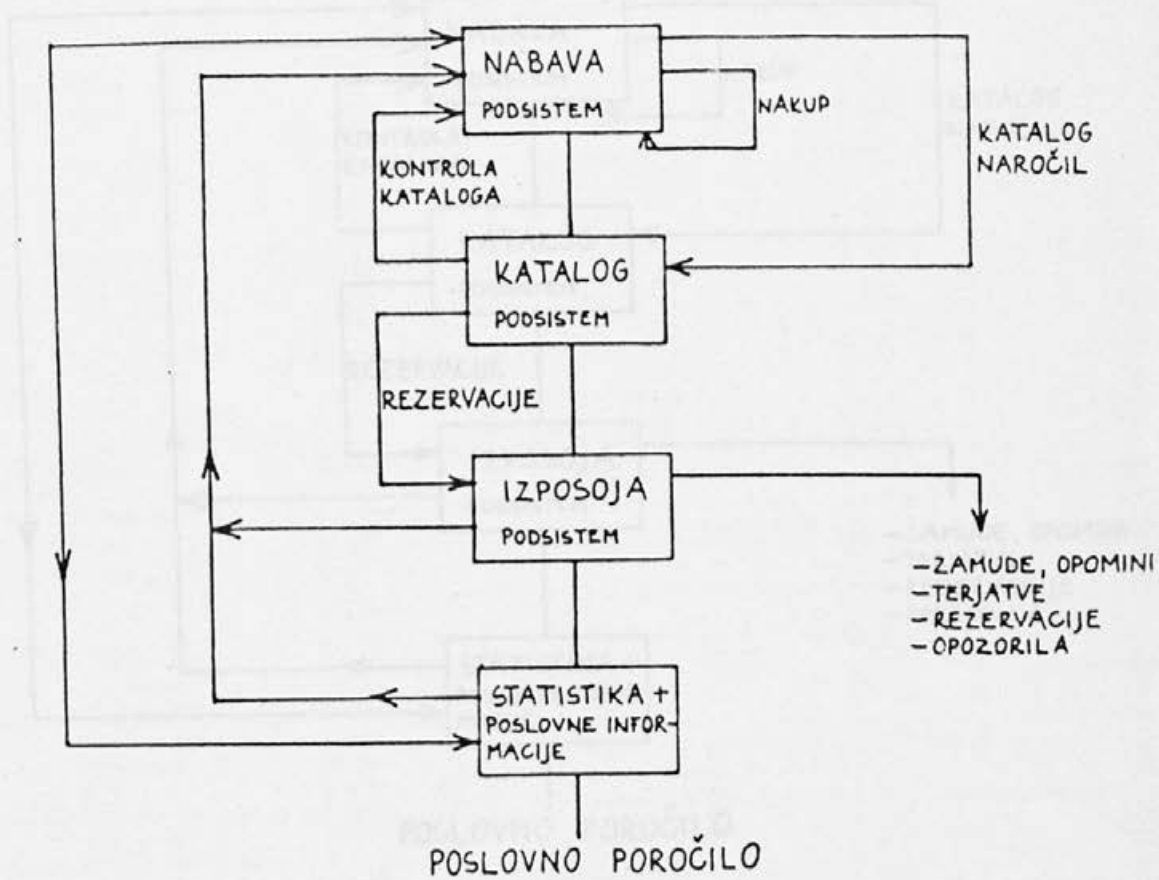 NABAVA
PODSISTEM
NAKUP
KATALOG
NAROČIL
KONTROLA
KATALOGA
KATALOG
PODSISTEM
REZERVACIJE
IZPOSOJA
PODSISTEM
-ZAMUDE, OPOMINI
-TERJATVE
-REZERVACIJE
-OPOZORILA
STATISTIKA +
POSLOVNE INFOR-
MACIJE
POSLOVNO POROČILO